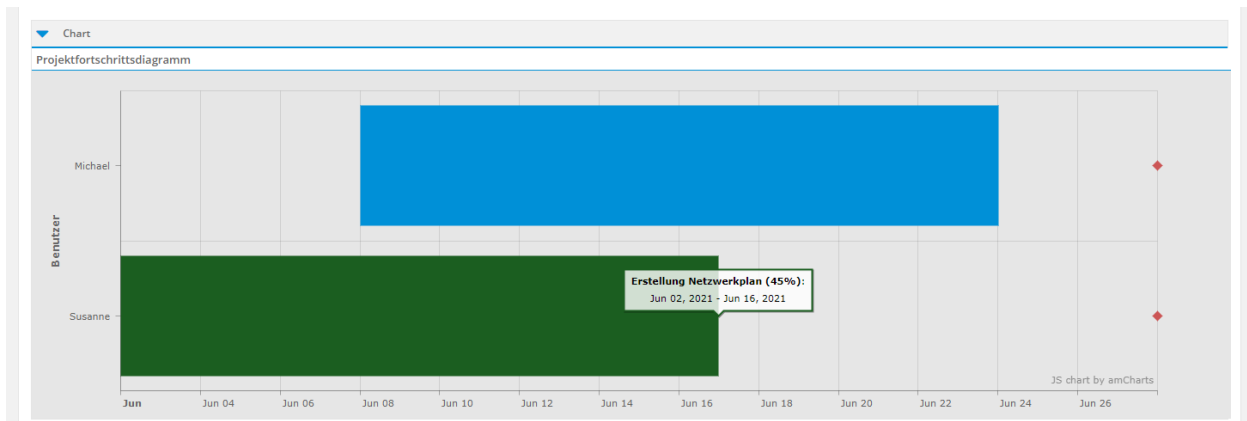 Chart
Projektfortschrittsdiagramm
Benutzer
Michael
Susanne
Erstellung Netzwerkplan (45%):
Jun 02, 2021 - Jun 16, 2021
JS chart by amCharts
Jun Jun 04 Jun 06 Jun 08 Jun 10 Jun 12 Jun 14 Jun 16 Jun 18 Jun 20 Jun 22 Jun 24 Jun 26